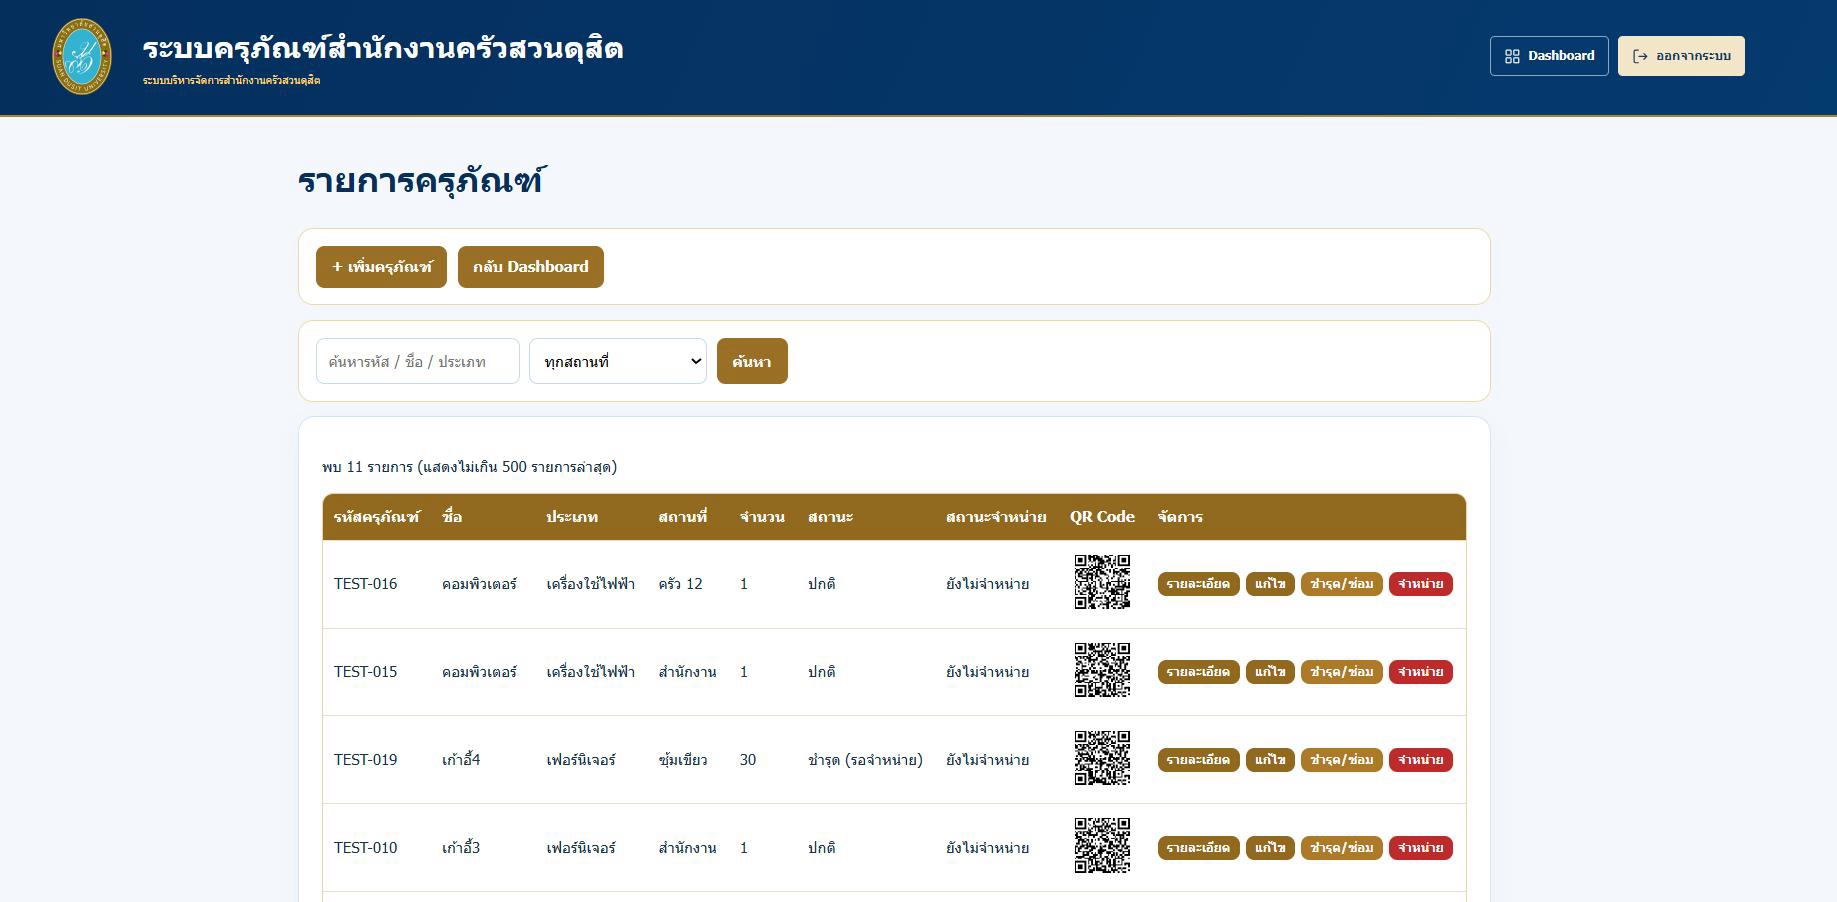 ระบบครุภัณฑ์สำนักงานครัวสวนดุสิต
ระบบบริหารจัดการสำนักงานครัวสวนดุสิต
Dashboard
ออกจากระบบ
รายการครุภัณฑ์
+ เพิ่มครุภัณฑ์
กลับ Dashboard
ค้นหารหัส / ชื่อ / ประเภท
ทุกสถานที่
ค้นหา
พบ 11 รายการ (แสดงไม่เกิน 500 รายการล่าสุด)
รหัสครุภัณฑ์ ชื่อ ประเภท สถานที่ จำนวน สถานะ สถานะจำหน่าย QR Code จัดการ
TEST-016 คอมพิวเตอร์ เครื่องใช้ไฟฟ้า ครัว 12 1 ปกติ ยังไม่จำหน่าย รายละเอียด แก้ไข ชำรุด/ซ่อม จำหน่าย
TEST-015 คอมพิวเตอร์ เครื่องใช้ไฟฟ้า สำนักงาน 1 ปกติ ยังไม่จำหน่าย รายละเอียด แก้ไข ชำรุด/ซ่อม จำหน่าย
TEST-019 เก้าอี้4 เฟอร์นิเจอร์ ซุ้มเขียว 30 ชำรุด (รอจำหน่าย) ยังไม่จำหน่าย รายละเอียด แก้ไข ชำรุด/ซ่อม จำหน่าย
TEST-010 เก้าอี้3 เฟอร์นิเจอร์ สำนักงาน 1 ปกติ ยังไม่จำหน่าย รายละเอียด แก้ไข ชำรุด/ซ่อม จำหน่าย